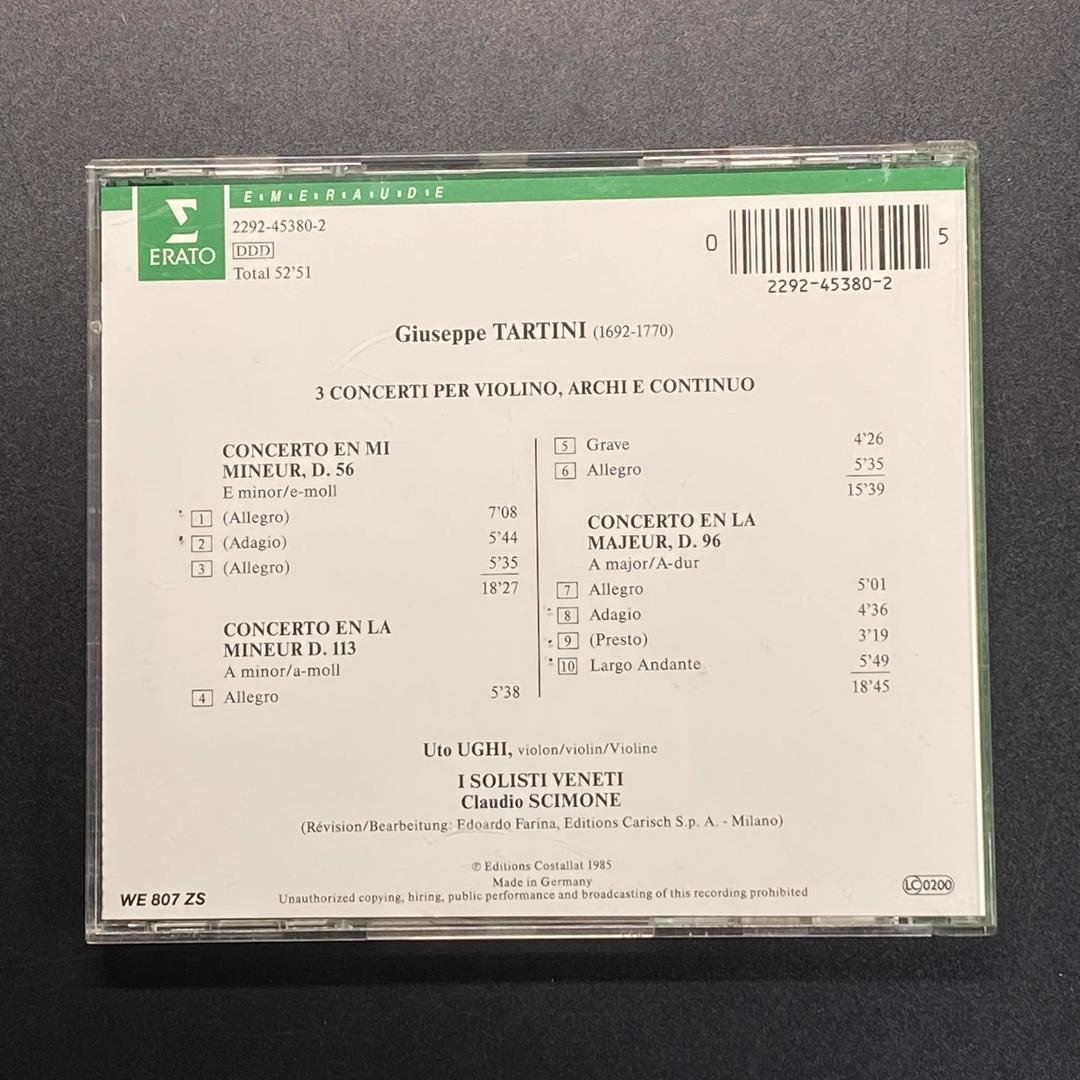 E·M·E·R·A·U·D·E
ERATO
2292-45380-2
DDD
Total 52'51
0 5
2292-45380-2
Giuseppe TARTINI (1692-1770)
3 CONCERTI PER VIOLINO, ARCHI E CONTINUO
CONCERTO EN MI
MINEUR, D. 56
E minor/e-moll
1 (Allegro) 7'08
2 (Adagio) 5'44
3 (Allegro) 5'35
18'27
CONCERTO EN LA
MINEUR D. 113
A minor/a-moll
4 Allegro 5'38
5 Grave 4'26
6 Allegro 5'35
15'39
CONCERTO EN LA
MAJEUR, D. 96
A major/A-dur
7 Allegro 5'01
8 Adagio 4'36
9 (Presto) 3'19
10 Largo Andante 5'49
18'45
Uto UGHI, violon/violin/Violine
I SOLISTI VENETI
Claudio SCIMONE
(Révision/Bearbeitung: Edoardo Farina, Editions Carisch S.p. A. - Milano)
℗ Editions Costallat 1985
Made in Germany
Unauthorized copying, hiring, public performance and broadcasting of this recording prohibited
WE 807 ZS
LC 0200